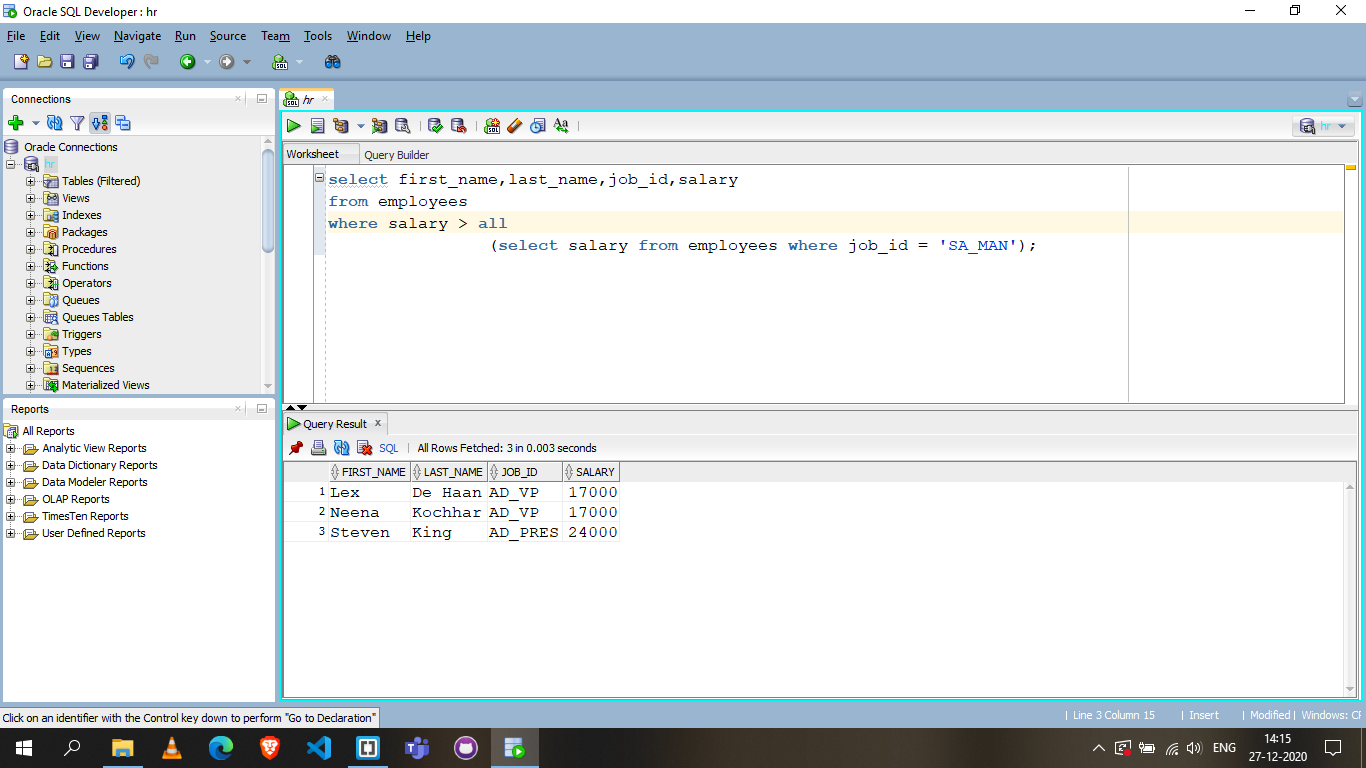 Oracle SQL Developer : hr
File Edit View Navigate Run Source Team Tools Window Help
Connections
Oracle Connections
hr
Tables (Filtered)
Views
Indexes
Packages
Procedures
Functions
Operators
Queues
Queues Tables
Triggers
Types
Sequences
Materialized Views
Reports
All Reports
Analytic View Reports
Data Dictionary Reports
Data Modeler Reports
OLAP Reports
TimesTen Reports
User Defined Reports
hr
hr
Worksheet Query Builder
select first_name,last_name,job_id,salary
from employees
where salary > all
(select salary from employees where job_id = 'SA_MAN');
Query Result
SQL | All Rows Fetched: 3 in 0.003 seconds
FIRST_NAME LAST_NAME JOB_ID SALARY
1 Lex De Haan AD_VP 17000
2 Neena Kochhar AD_VP 17000
3 Steven King AD_PRES 24000
Click on an identifier with the Control key down to perform "Go to Declaration"
| Line 3 Column 15 | Insert | Modified | Windows: CF
ENG
14:15
27-12-2020